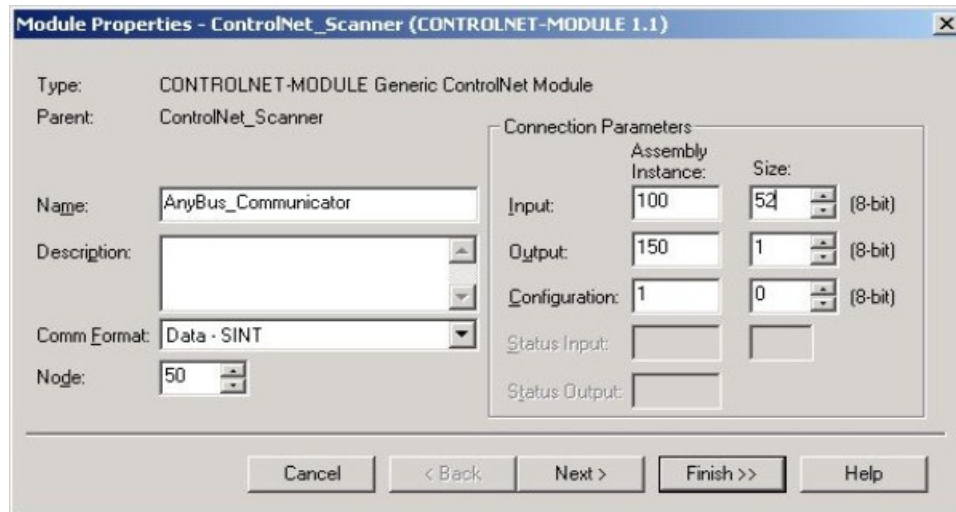 Module Properties - ControlNet_Scanner (CONTROLNET-MODULE 1.1)
Type: CONTROLNET-MODULE Generic ControlNet Module
Parent: ControlNet_Scanner
Connection Parameters
Assembly
Instance: Size:
Name: AnyBus_Communicator
Input: 100 52 (8-bit)
Description:
Output: 150 1 (8-bit)
Configuration: 1 0 (8-bit)
Comm Format: Data - SINT
Status Input:
Node: 50
Status Output:
Cancel < Back Next > Finish >> Help